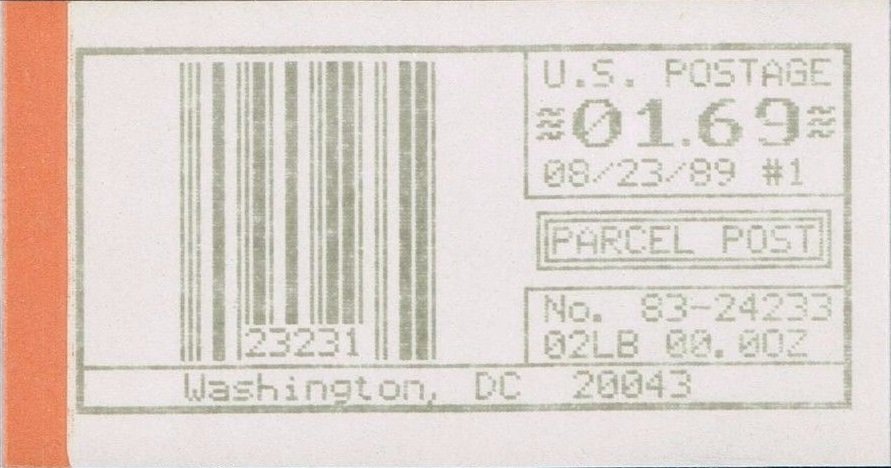 U.S. POSTAGE
≈01.69≈
08/23/89 #1
PARCEL POST
No. 83-24233
02LB 00.0OZ
23231
Washington, DC 20043